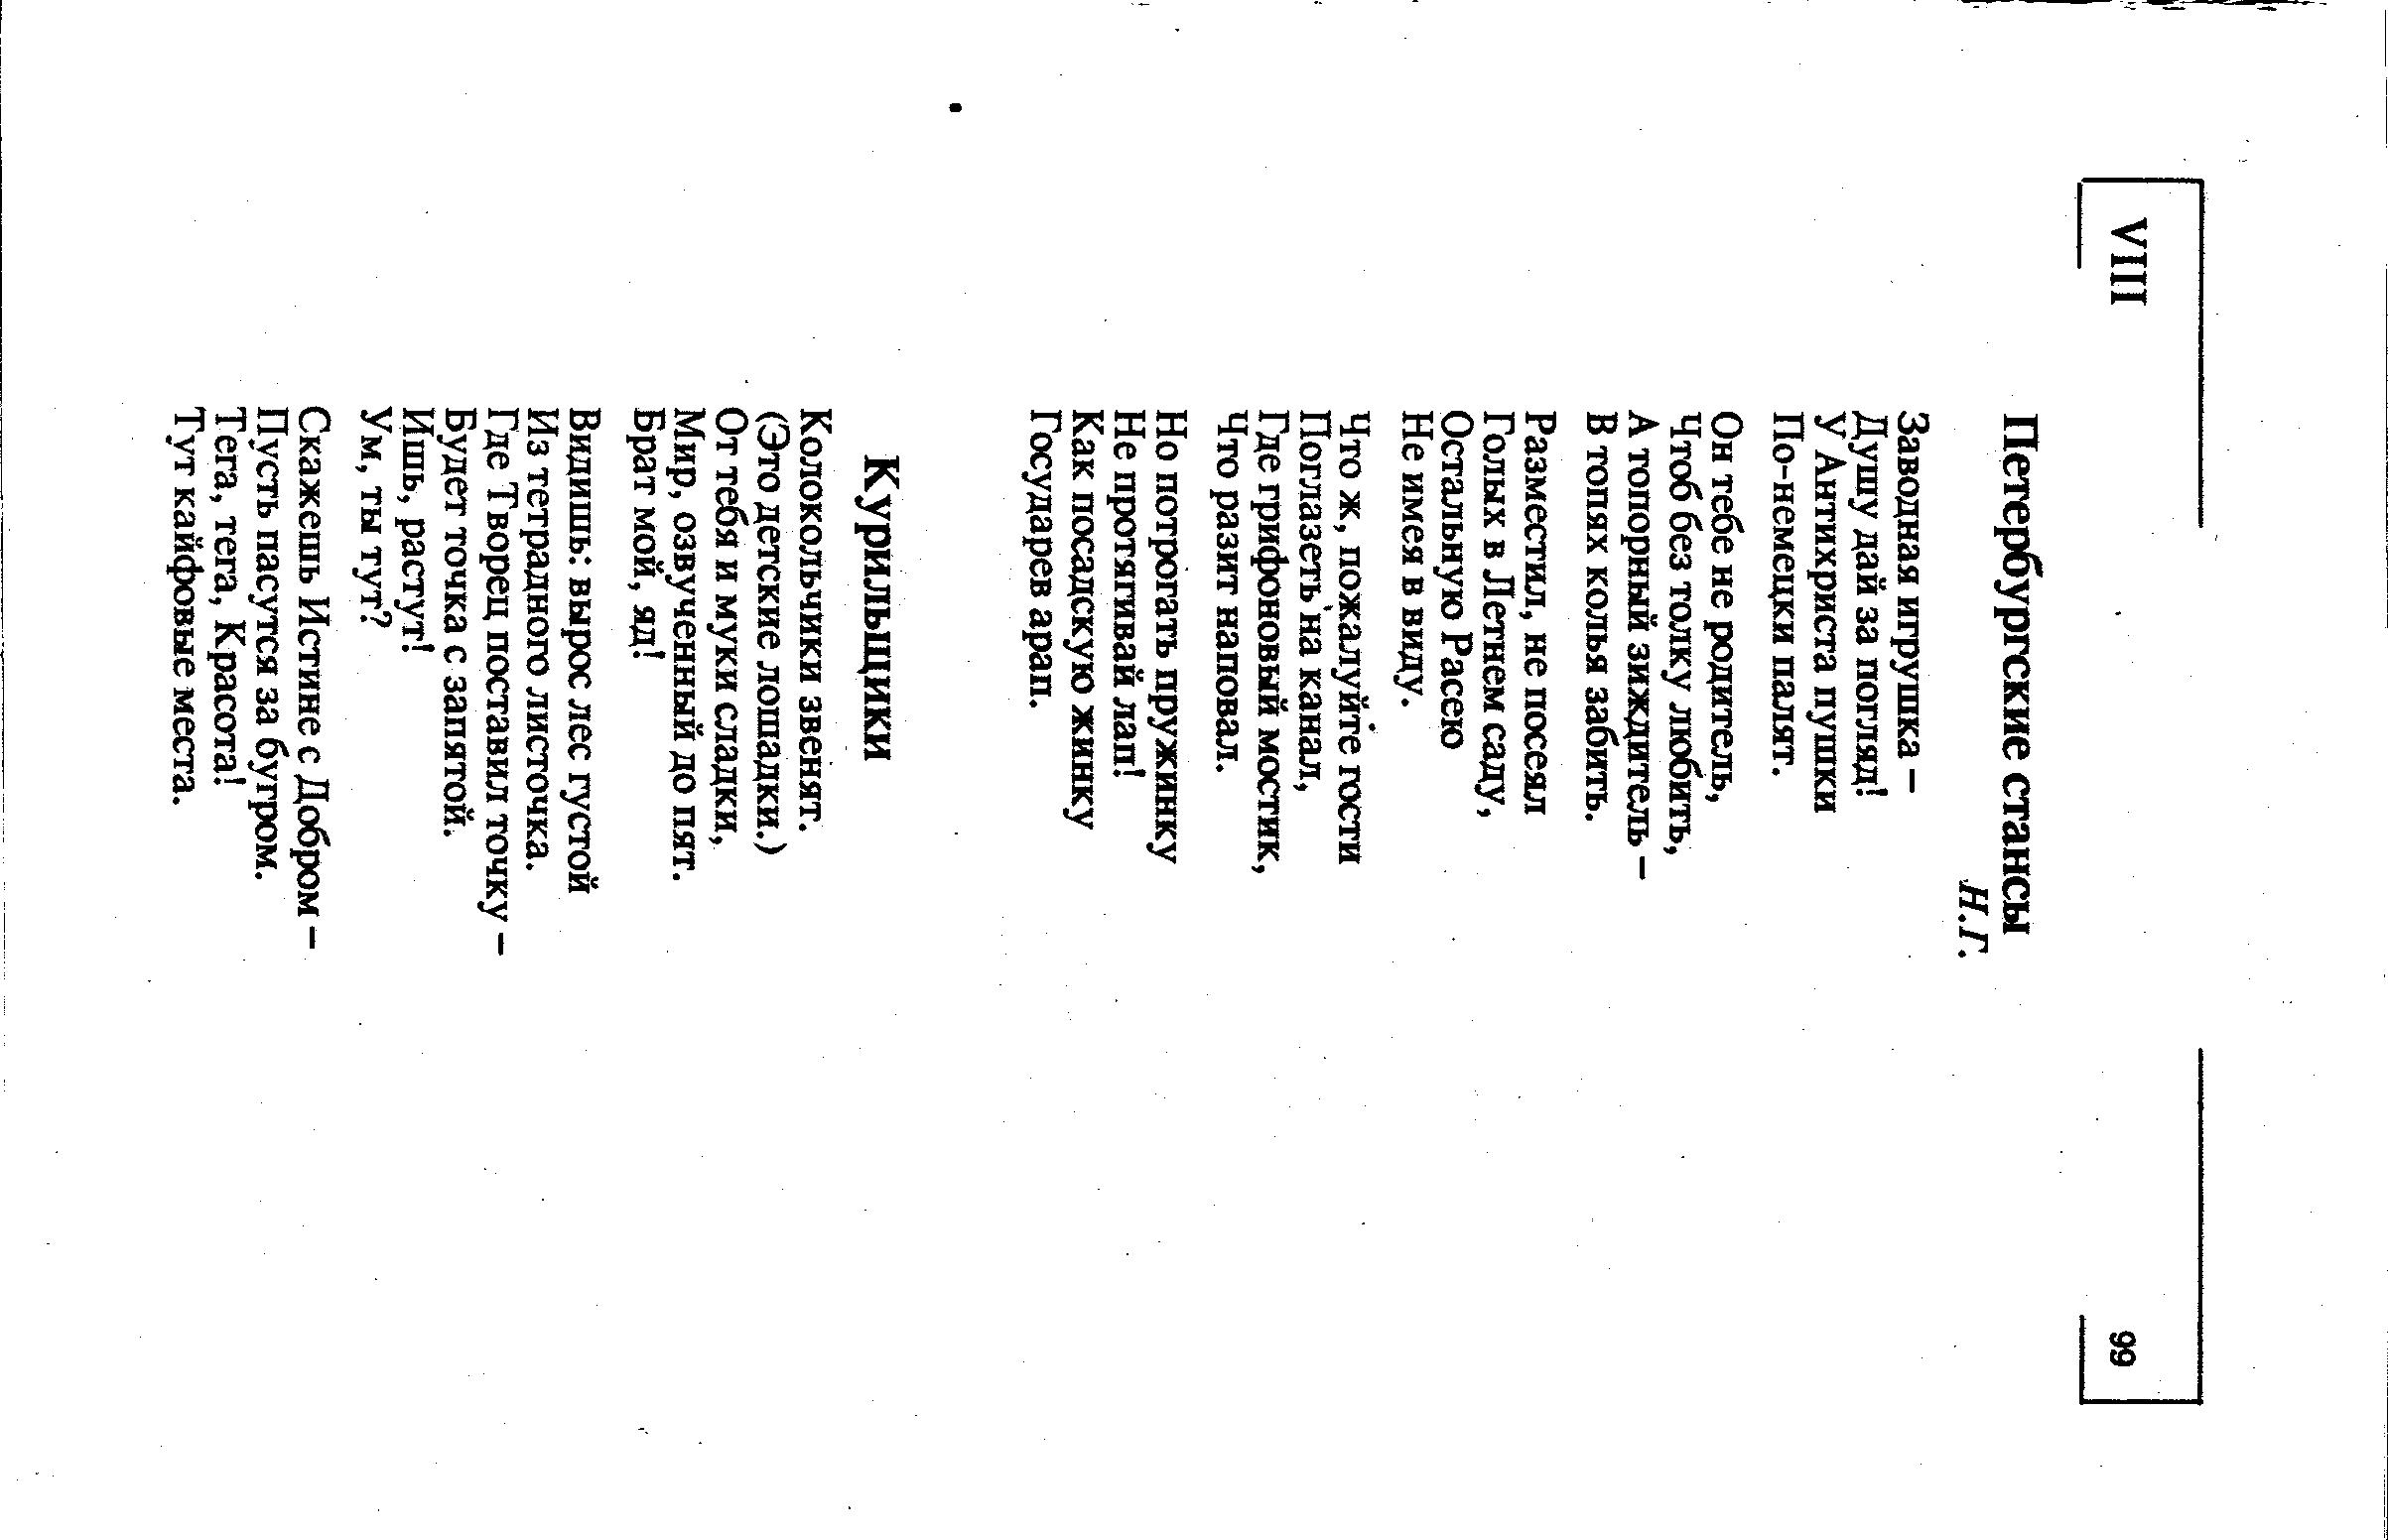 VIII
99
Петербургские стансы
Н.Г.
Заводная игрушка –
Душу дай за погляд!
У Антихриста пушки
По-немецки палят.
Он тебе не родитель,
Чтоб без толку любить,
А топорный зиждитель –
В топях колья забить.
Разместил, не посеял
Голых в Летнем саду,
Остальную Расею
Не имея в виду.
Что ж, пожалуйте гости
Поглазеть на канал,
Где грифоновый мостик,
Что разит наповал.
Но потрогать пружинку
Не протягивай лап!
Как посадскую жинку
Государев арап.
Курильщики
Колокольчики звенят.
(Это детские лошадки.)
От тебя и муки сладки,
Мир, озвученный до пят.
Брат мой, яд!
Видишь: вырос лес густой
Из тетрадного листочка.
Где Творец поставил точку –
Будет точка с запятой.
Ишь, растут!
Ум, ты тут?
Скажешь Истине с Добром –
Пусть пасутся за бугром.
Тега, тега, Красота!
Тут кайфовые места.